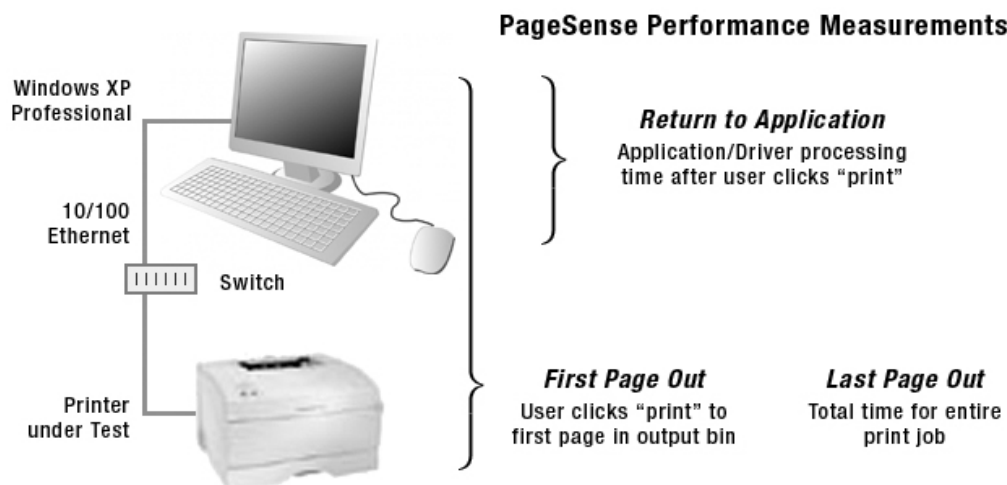 PageSense Performance Measurements
Windows XP
Professional
Return to Application
Application/Driver processing
time after user clicks “print”
10/100
Ethernet
Switch
Printer
under Test
First Page Out
User clicks “print” to
first page in output bin
Last Page Out
Total time for entire
print job